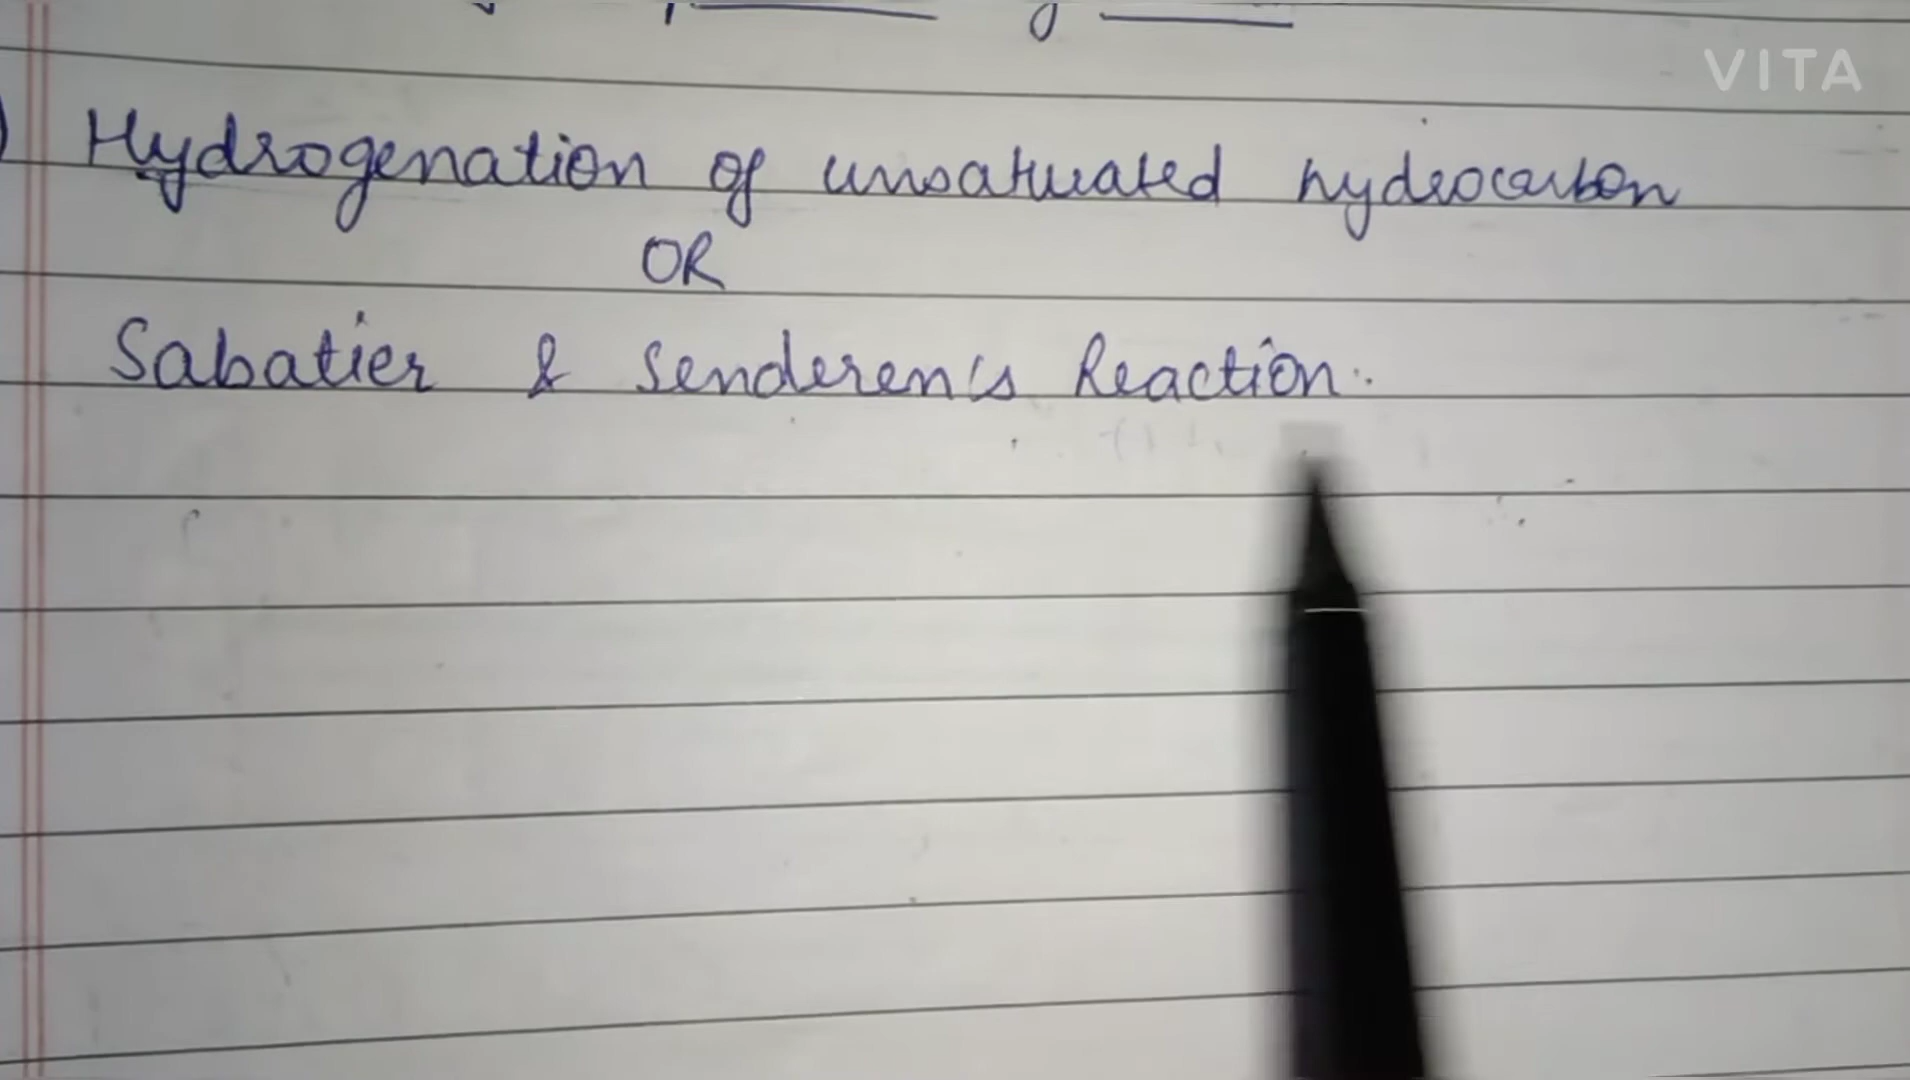 VITA
) Hydrogenation of unsaturated hydrocarbon
OR
Sabatier & Senderen's Reaction.